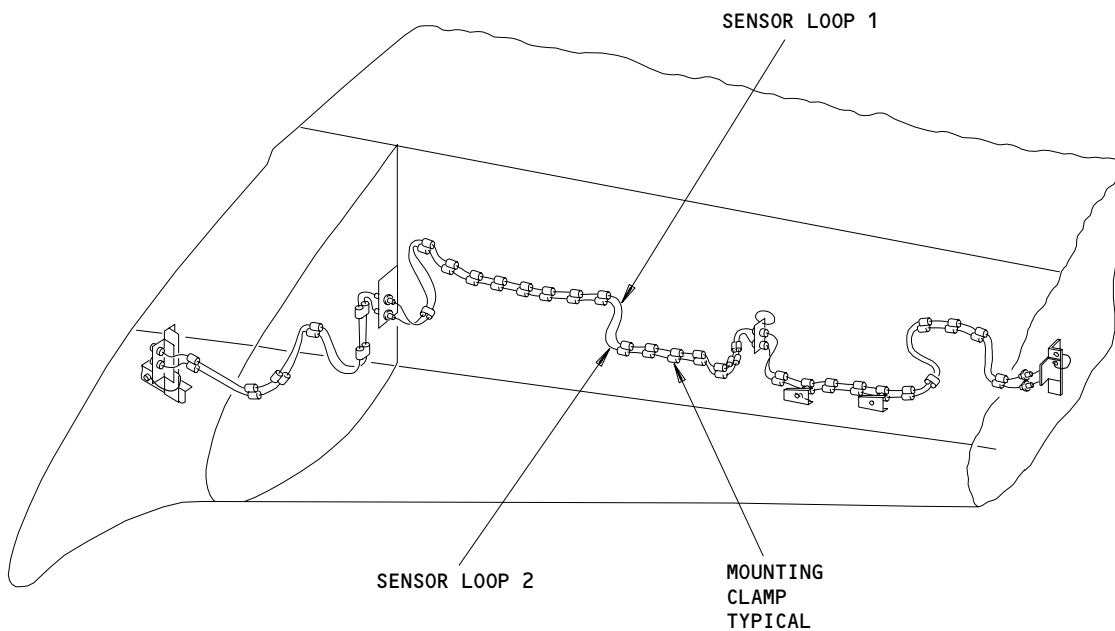 SENSOR LOOP 1
SENSOR LOOP 2
MOUNTING
CLAMP
TYPICAL